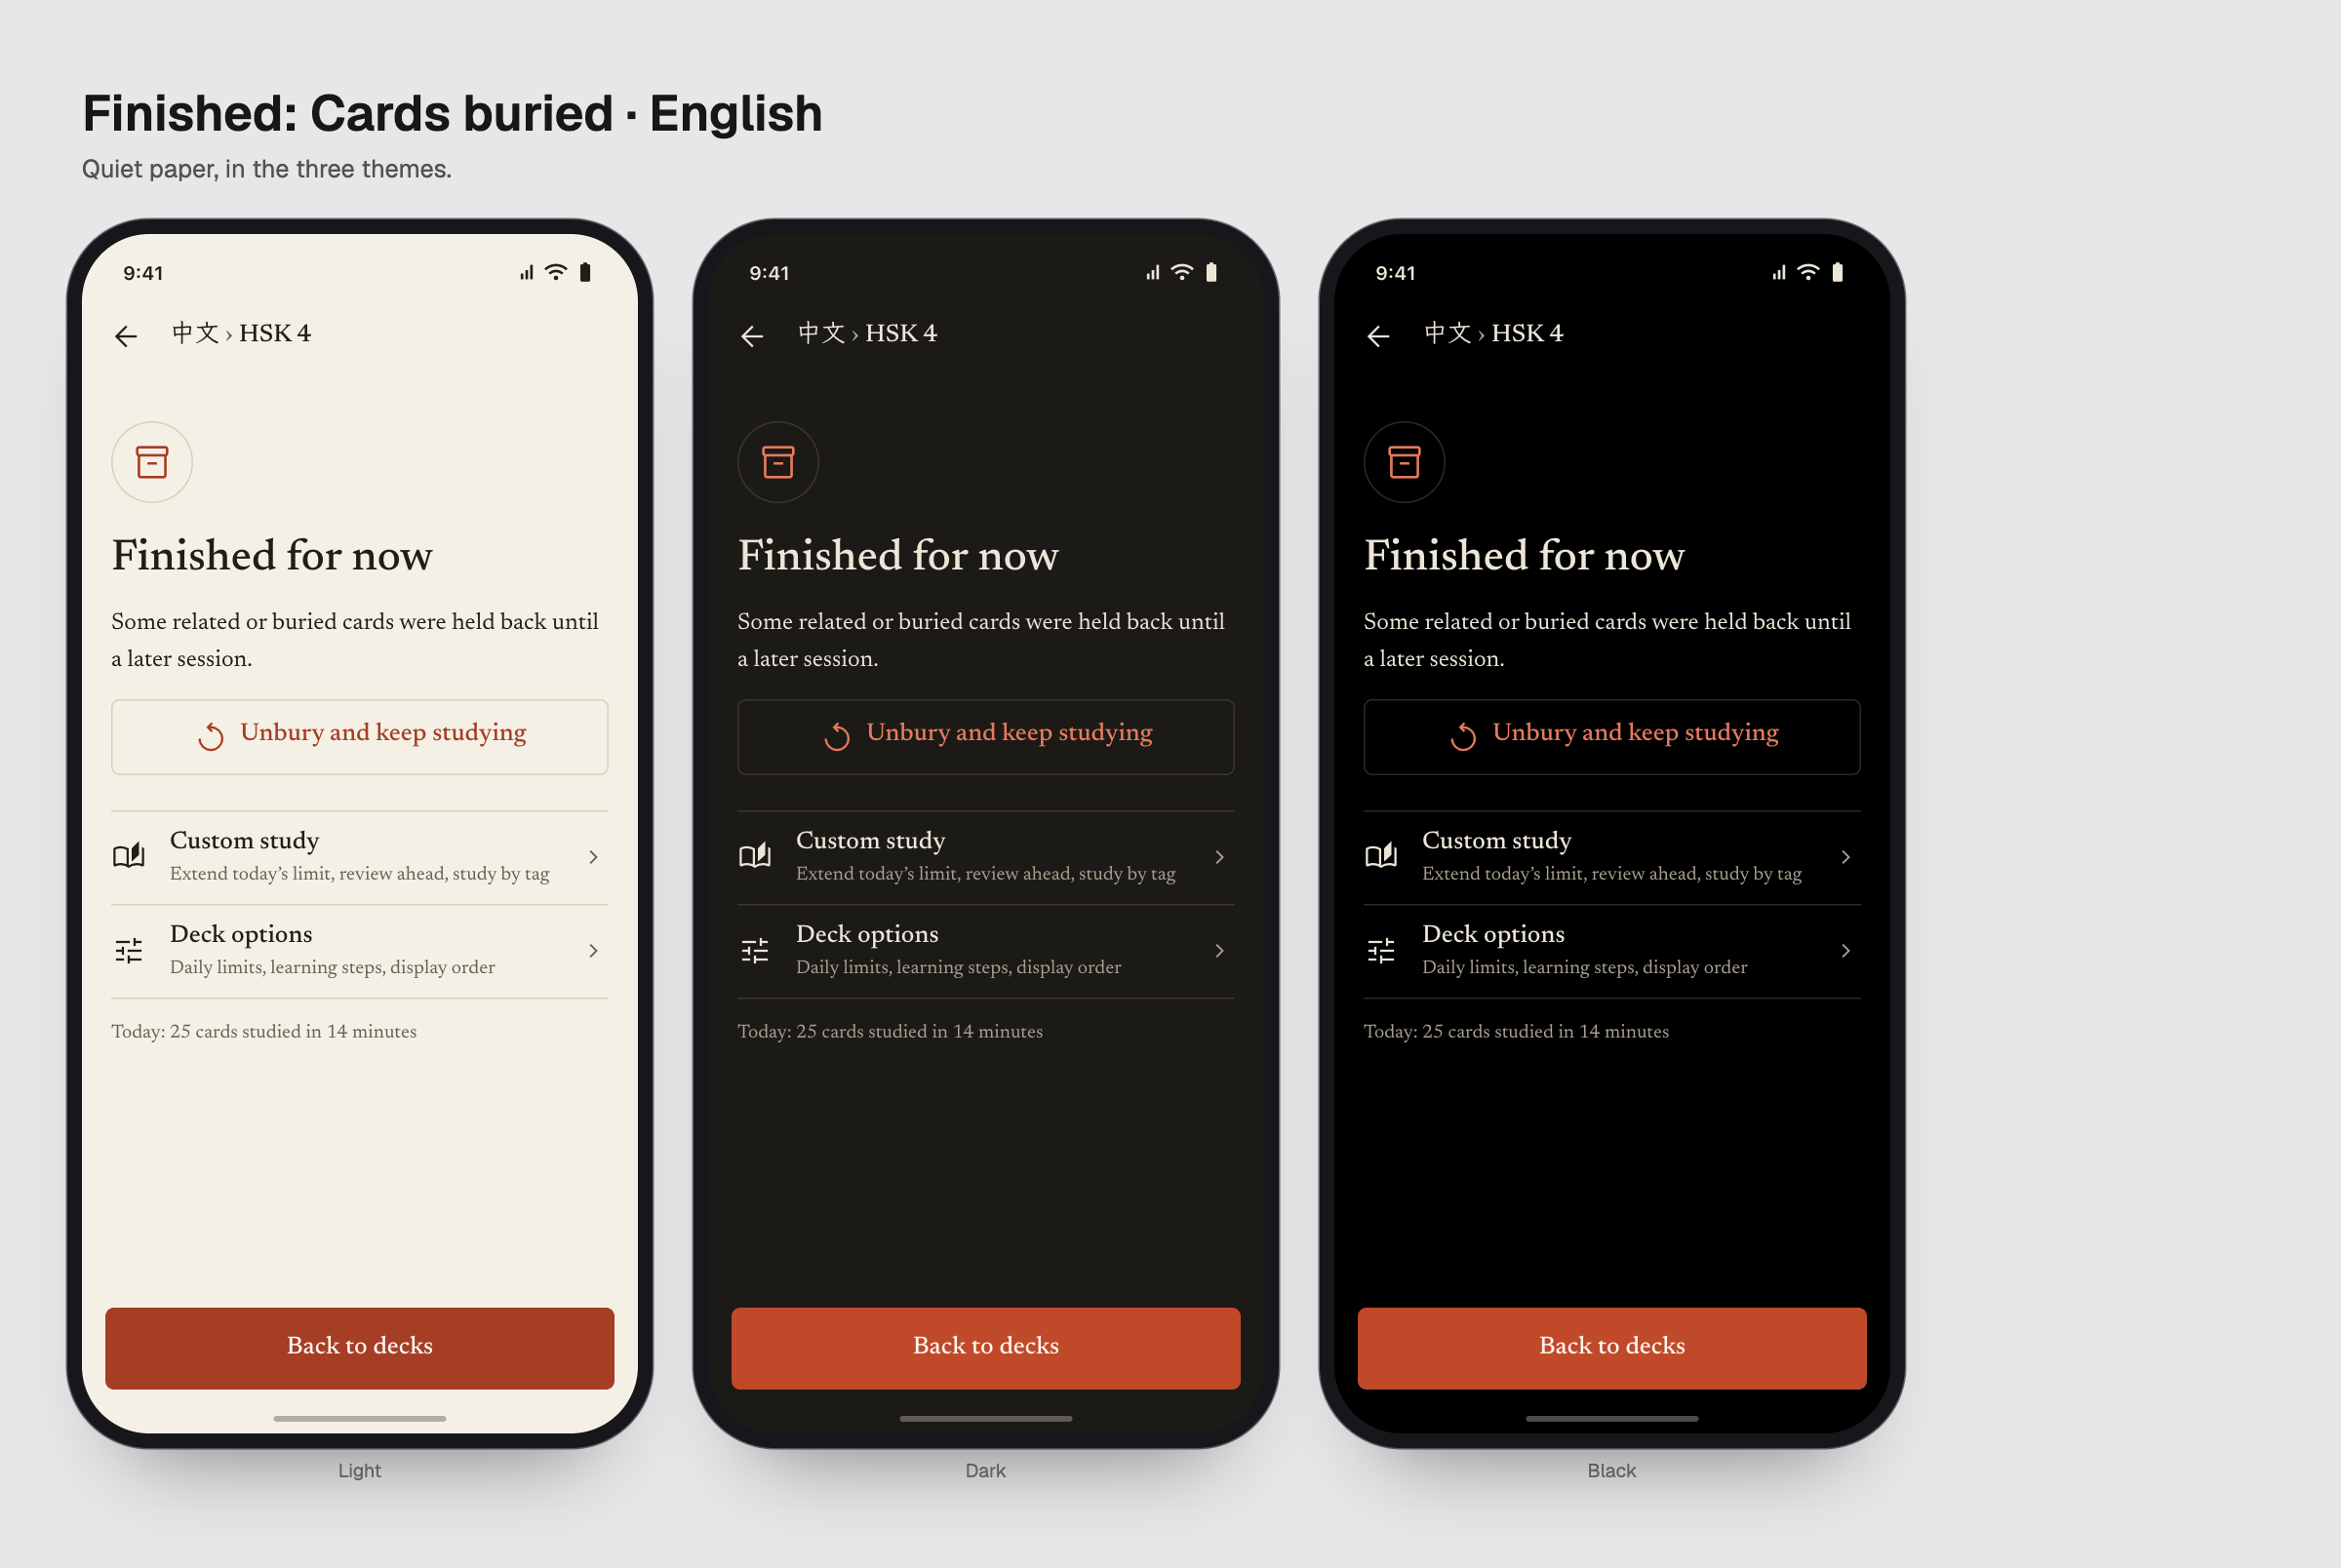 Finished: Cards buried · English
Quiet paper, in the three themes.
9:41
中文 › HSK 4
Finished for now
Some related or buried cards were held back until
a later session.
Unbury and keep studying
Custom study
Extend today’s limit, review ahead, study by tag
Deck options
Daily limits, learning steps, display order
Today: 25 cards studied in 14 minutes
Back to decks
Light
9:41
中文 › HSK 4
Finished for now
Some related or buried cards were held back until
a later session.
Unbury and keep studying
Custom study
Extend today’s limit, review ahead, study by tag
Deck options
Daily limits, learning steps, display order
Today: 25 cards studied in 14 minutes
Back to decks
Dark
9:41
中文 › HSK 4
Finished for now
Some related or buried cards were held back until
a later session.
Unbury and keep studying
Custom study
Extend today’s limit, review ahead, study by tag
Deck options
Daily limits, learning steps, display order
Today: 25 cards studied in 14 minutes
Back to decks
Black